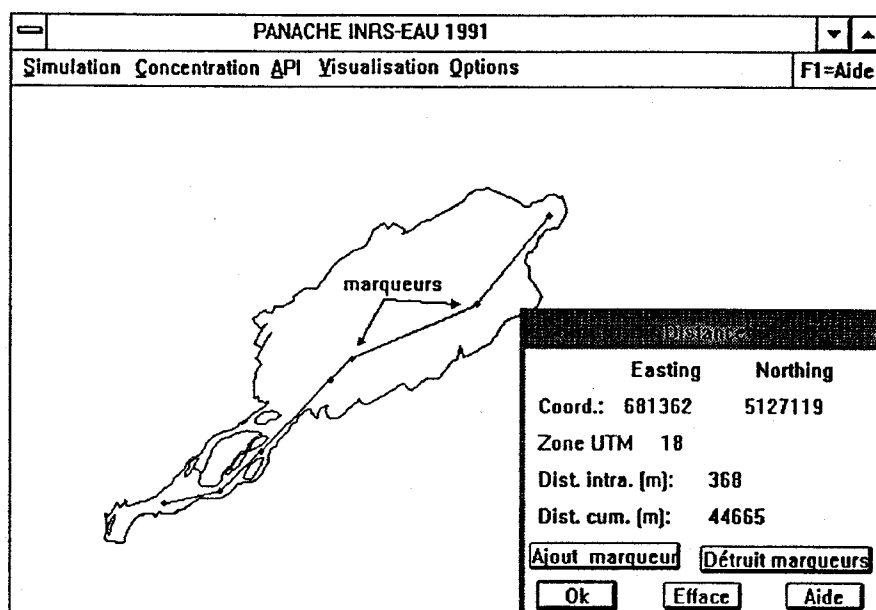 PANACHE INRS-EAU 1991
Simulation Concentration API Visualisation Options F1=Aide
marqueurs
Distance
Easting Northing
Coord.: 681362 5127119
Zone UTM 18
Dist. intra. (m): 368
Dist. cum. (m): 44665
Ajout marqueur Détruit marqueurs
Ok Efface Aide